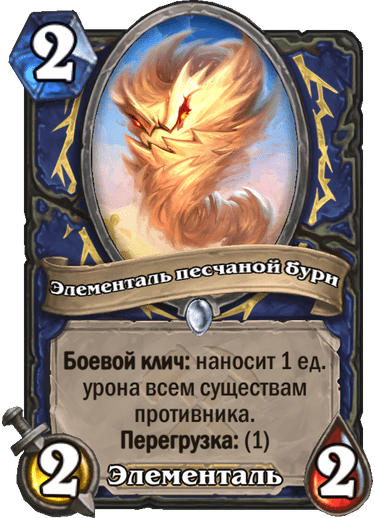 2
Элементаль песчаной бури
Боевой клич: наносит 1 ед.
урона всем существам
противника.
Перегрузка: (1)
2 Элементаль 2